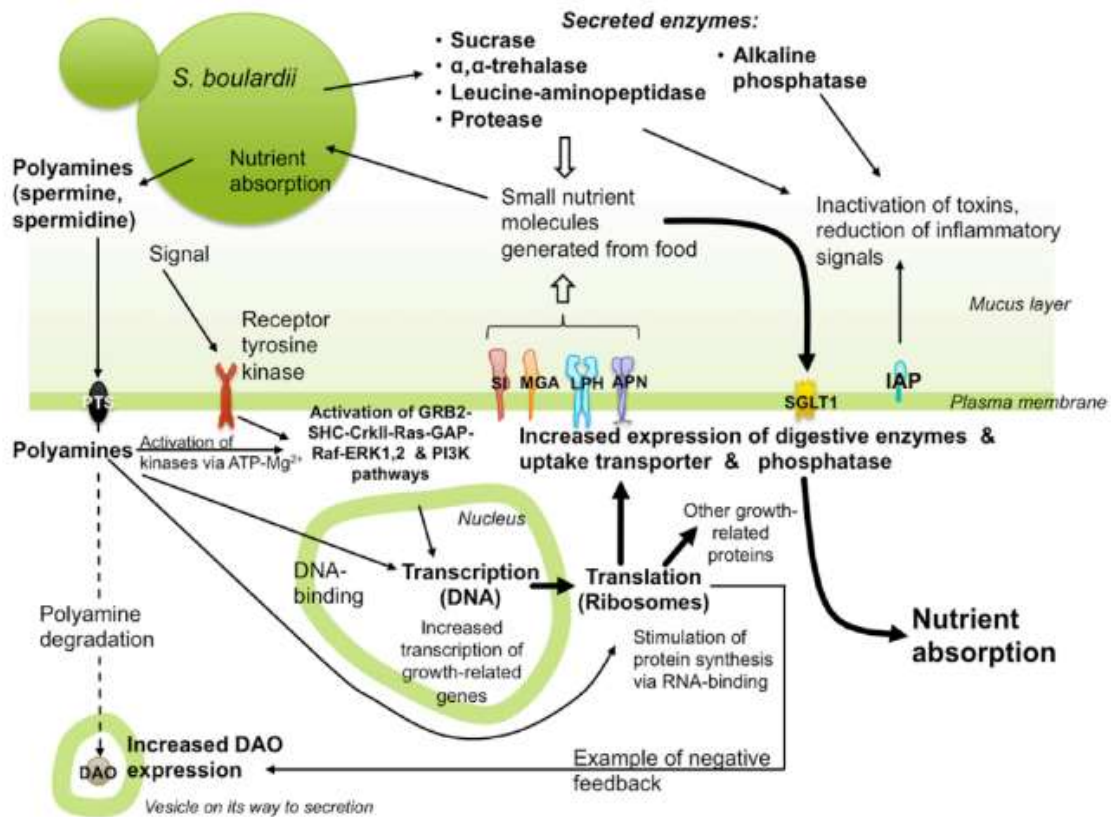 Secreted enzymes:
S. boulardii
• Sucrase
• α,α-trehalase
• Leucine-aminopeptidase
• Protease
• Alkaline
phosphatase
Nutrient
absorption
Polyamines
(spermine,
spermidine)
Small nutrient
molecules
generated from food
Inactivation of toxins,
reduction of inflammatory
signals
Signal
Mucus layer
Receptor
tyrosine
kinase
PTS
SI
MGA
LPH
APN
SGLT1
IAP
Plasma membrane
Polyamines
Activation of
kinases via ATP-Mg²⁺
Activation of GRB2-
SHC-CrkII-Ras-GAP-
Raf-ERK1,2 & PI3K
pathways
Increased expression of digestive enzymes &
uptake transporter & phosphatase
Nucleus
Other growth-
related
proteins
DNA-
binding
Transcription
(DNA)
Translation
(Ribosomes)
Increased
transcription of
growth-related
genes
Stimulation of
protein synthesis
via RNA-binding
Nutrient
absorption
Polyamine
degradation
DAO
Increased DAO
expression
Example of negative
feedback
Vesicle on its way to secretion